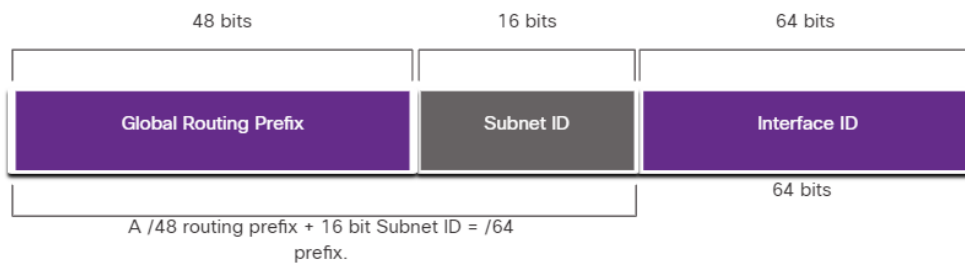 48 bits 16 bits 64 bits
Global Routing Prefix Subnet ID Interface ID
64 bits
A /48 routing prefix + 16 bit Subnet ID = /64
prefix.